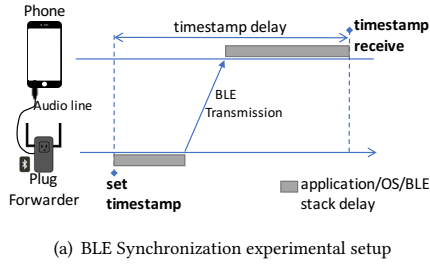 Phone
timestamp delay
timestamp
receive
Audio line
BLE
Transmission
Plug
Forwarder
set
timestamp
application/OS/BLE
stack delay
(a) BLE Synchronization experimental setup